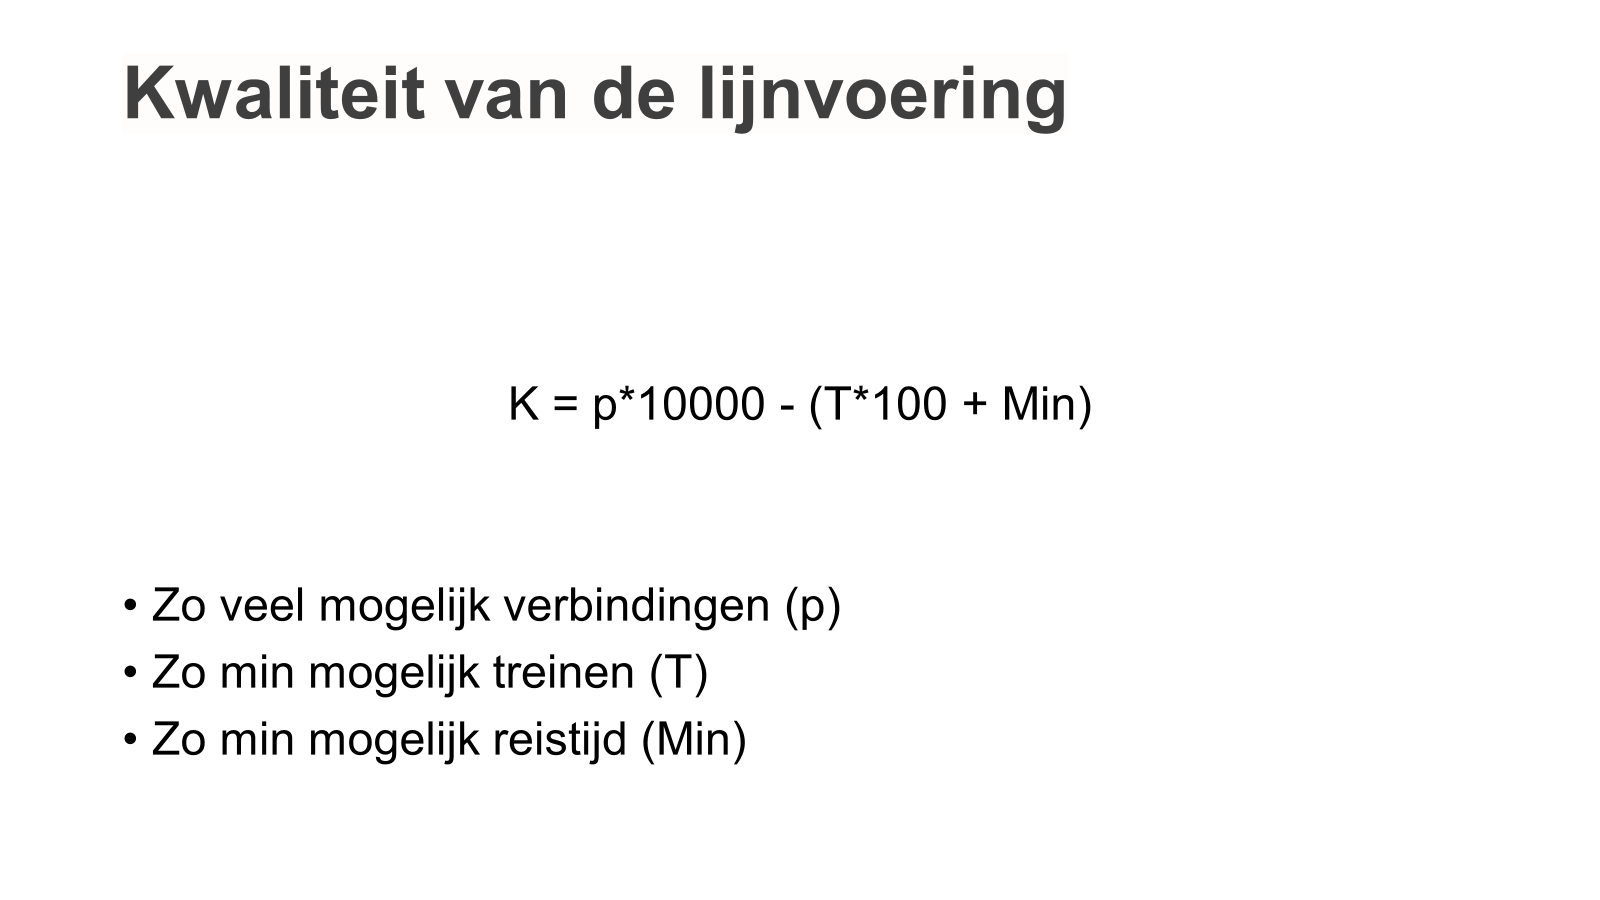 Kwaliteit van de lijnvoering
K = p*10000 - (T*100 + Min)
• Zo veel mogelijk verbindingen (p)
• Zo min mogelijk treinen (T)
• Zo min mogelijk reistijd (Min)